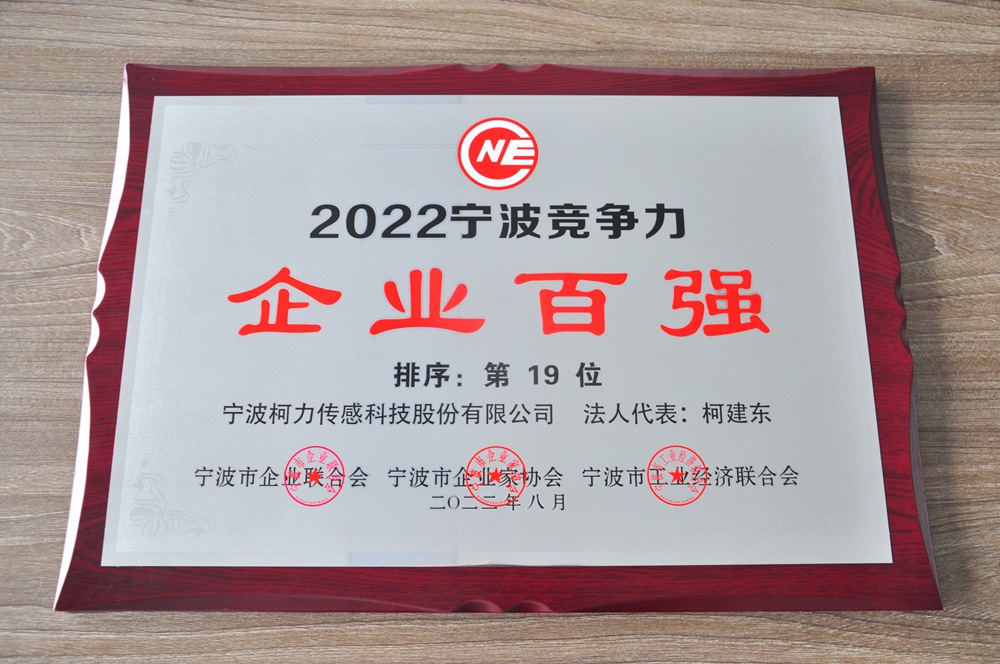 CNE
2022宁波竞争力
企业百强
排序：第 19 位
宁波柯力传感科技股份有限公司 法人代表：柯建东
宁波市企业联合会 宁波市企业家协会 宁波市工业经济联合会
二〇二二年八月